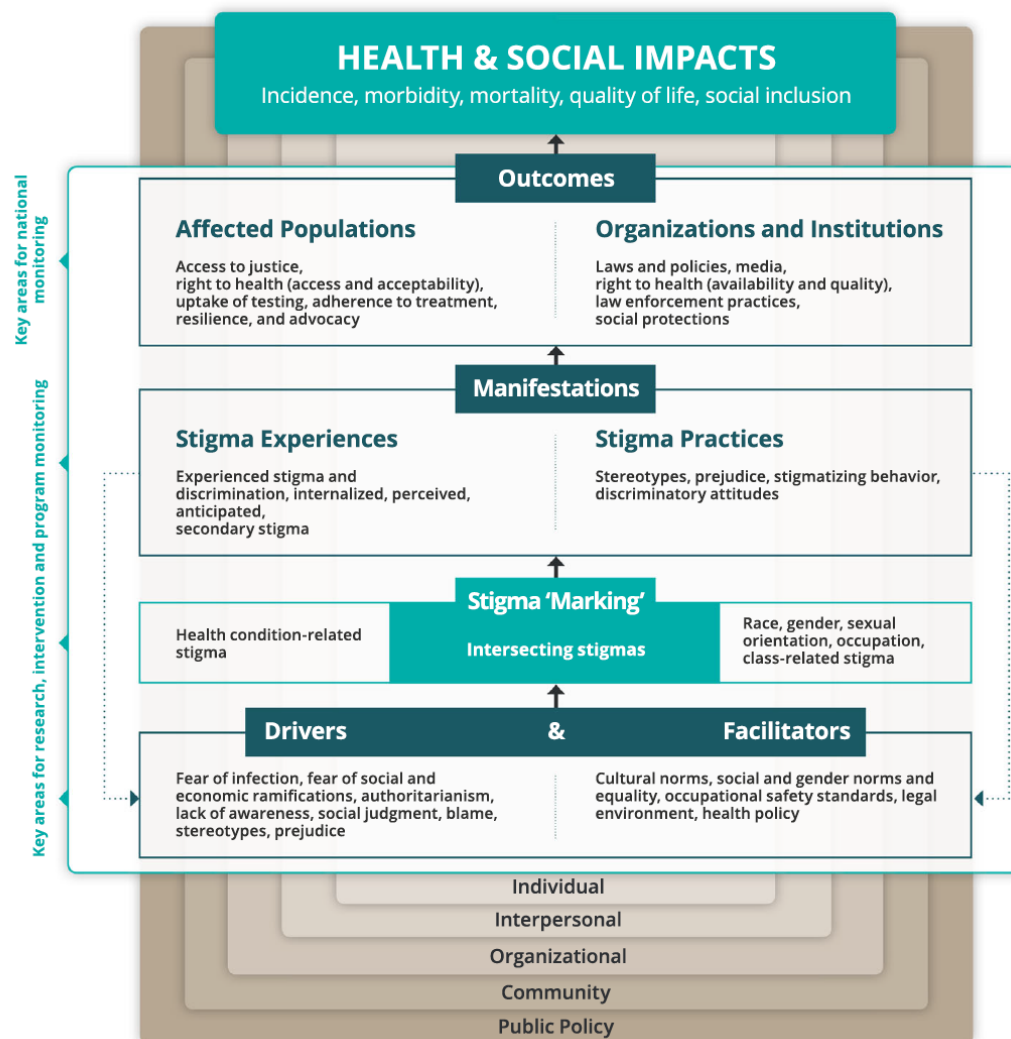 HEALTH & SOCIAL IMPACTS
Incidence, morbidity, mortality, quality of life, social inclusion
Key areas for national
monitoring
Outcomes
Affected Populations
Access to justice,
right to health (access and acceptability),
uptake of testing, adherence to treatment,
resilience, and advocacy
Organizations and Institutions
Laws and policies, media,
right to health (availability and quality),
law enforcement practices,
social protections
Key areas for research, intervention and program monitoring
Manifestations
Stigma Experiences
Experienced stigma and
discrimination, internalized, perceived,
anticipated,
secondary stigma
Stigma Practices
Stereotypes, prejudice, stigmatizing behavior,
discriminatory attitudes
Stigma ‘Marking’
Health condition-related
stigma
Intersecting stigmas
Race, gender, sexual
orientation, occupation,
class-related stigma
Drivers & Facilitators
Fear of infection, fear of social and
economic ramifications, authoritarianism,
lack of awareness, social judgment, blame,
stereotypes, prejudice
Cultural norms, social and gender norms and
equality, occupational safety standards, legal
environment, health policy
Individual
Interpersonal
Organizational
Community
Public Policy